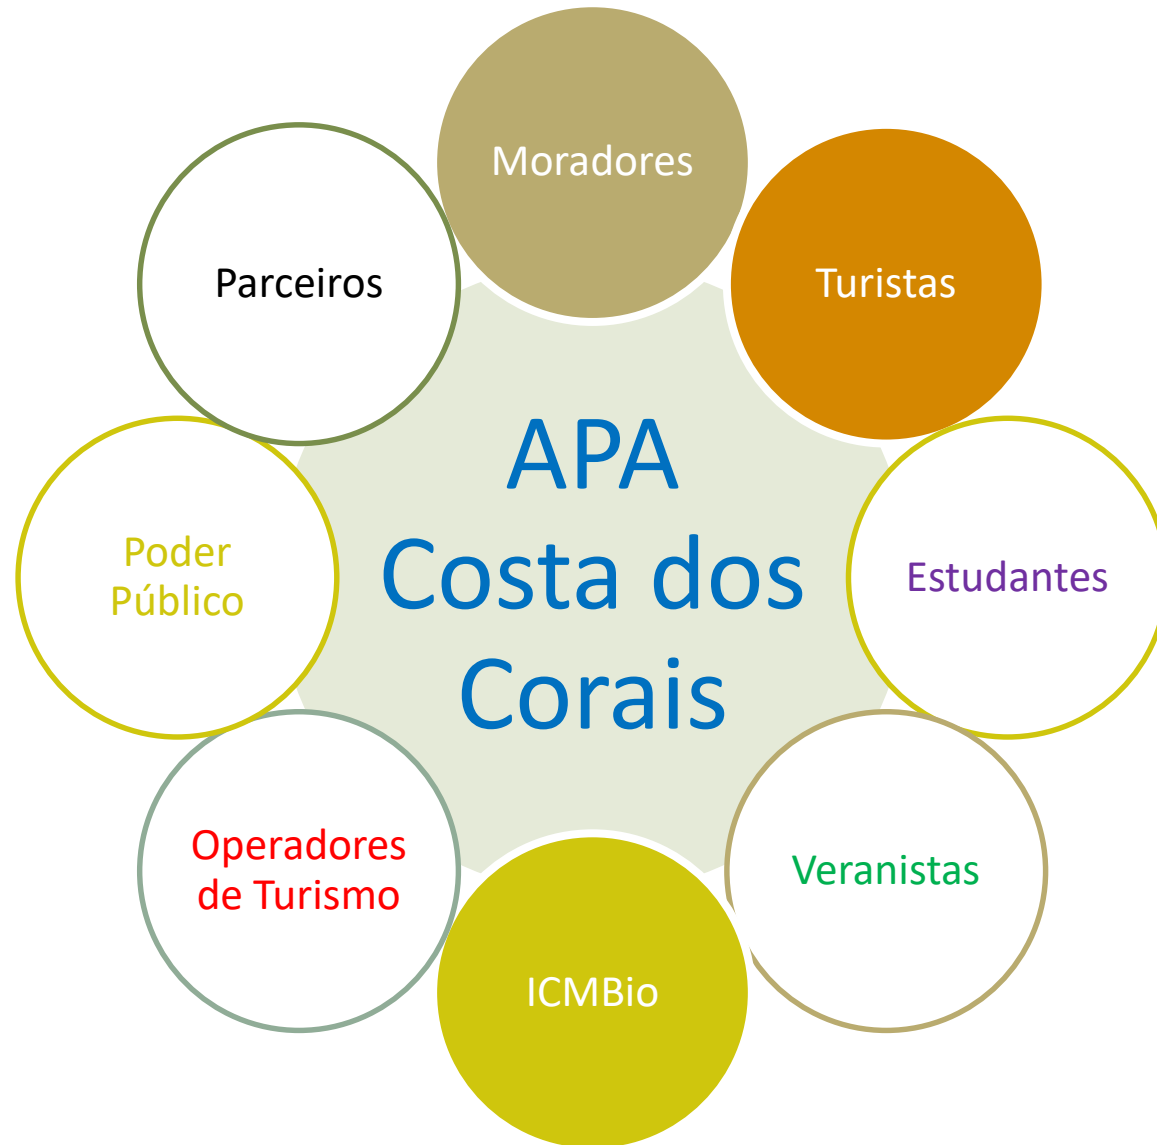 Moradores
Turistas
Parceiros
APA
Costa dos
Corais
Poder
Público
Estudantes
Operadores
de Turismo
Veranistas
ICMBio